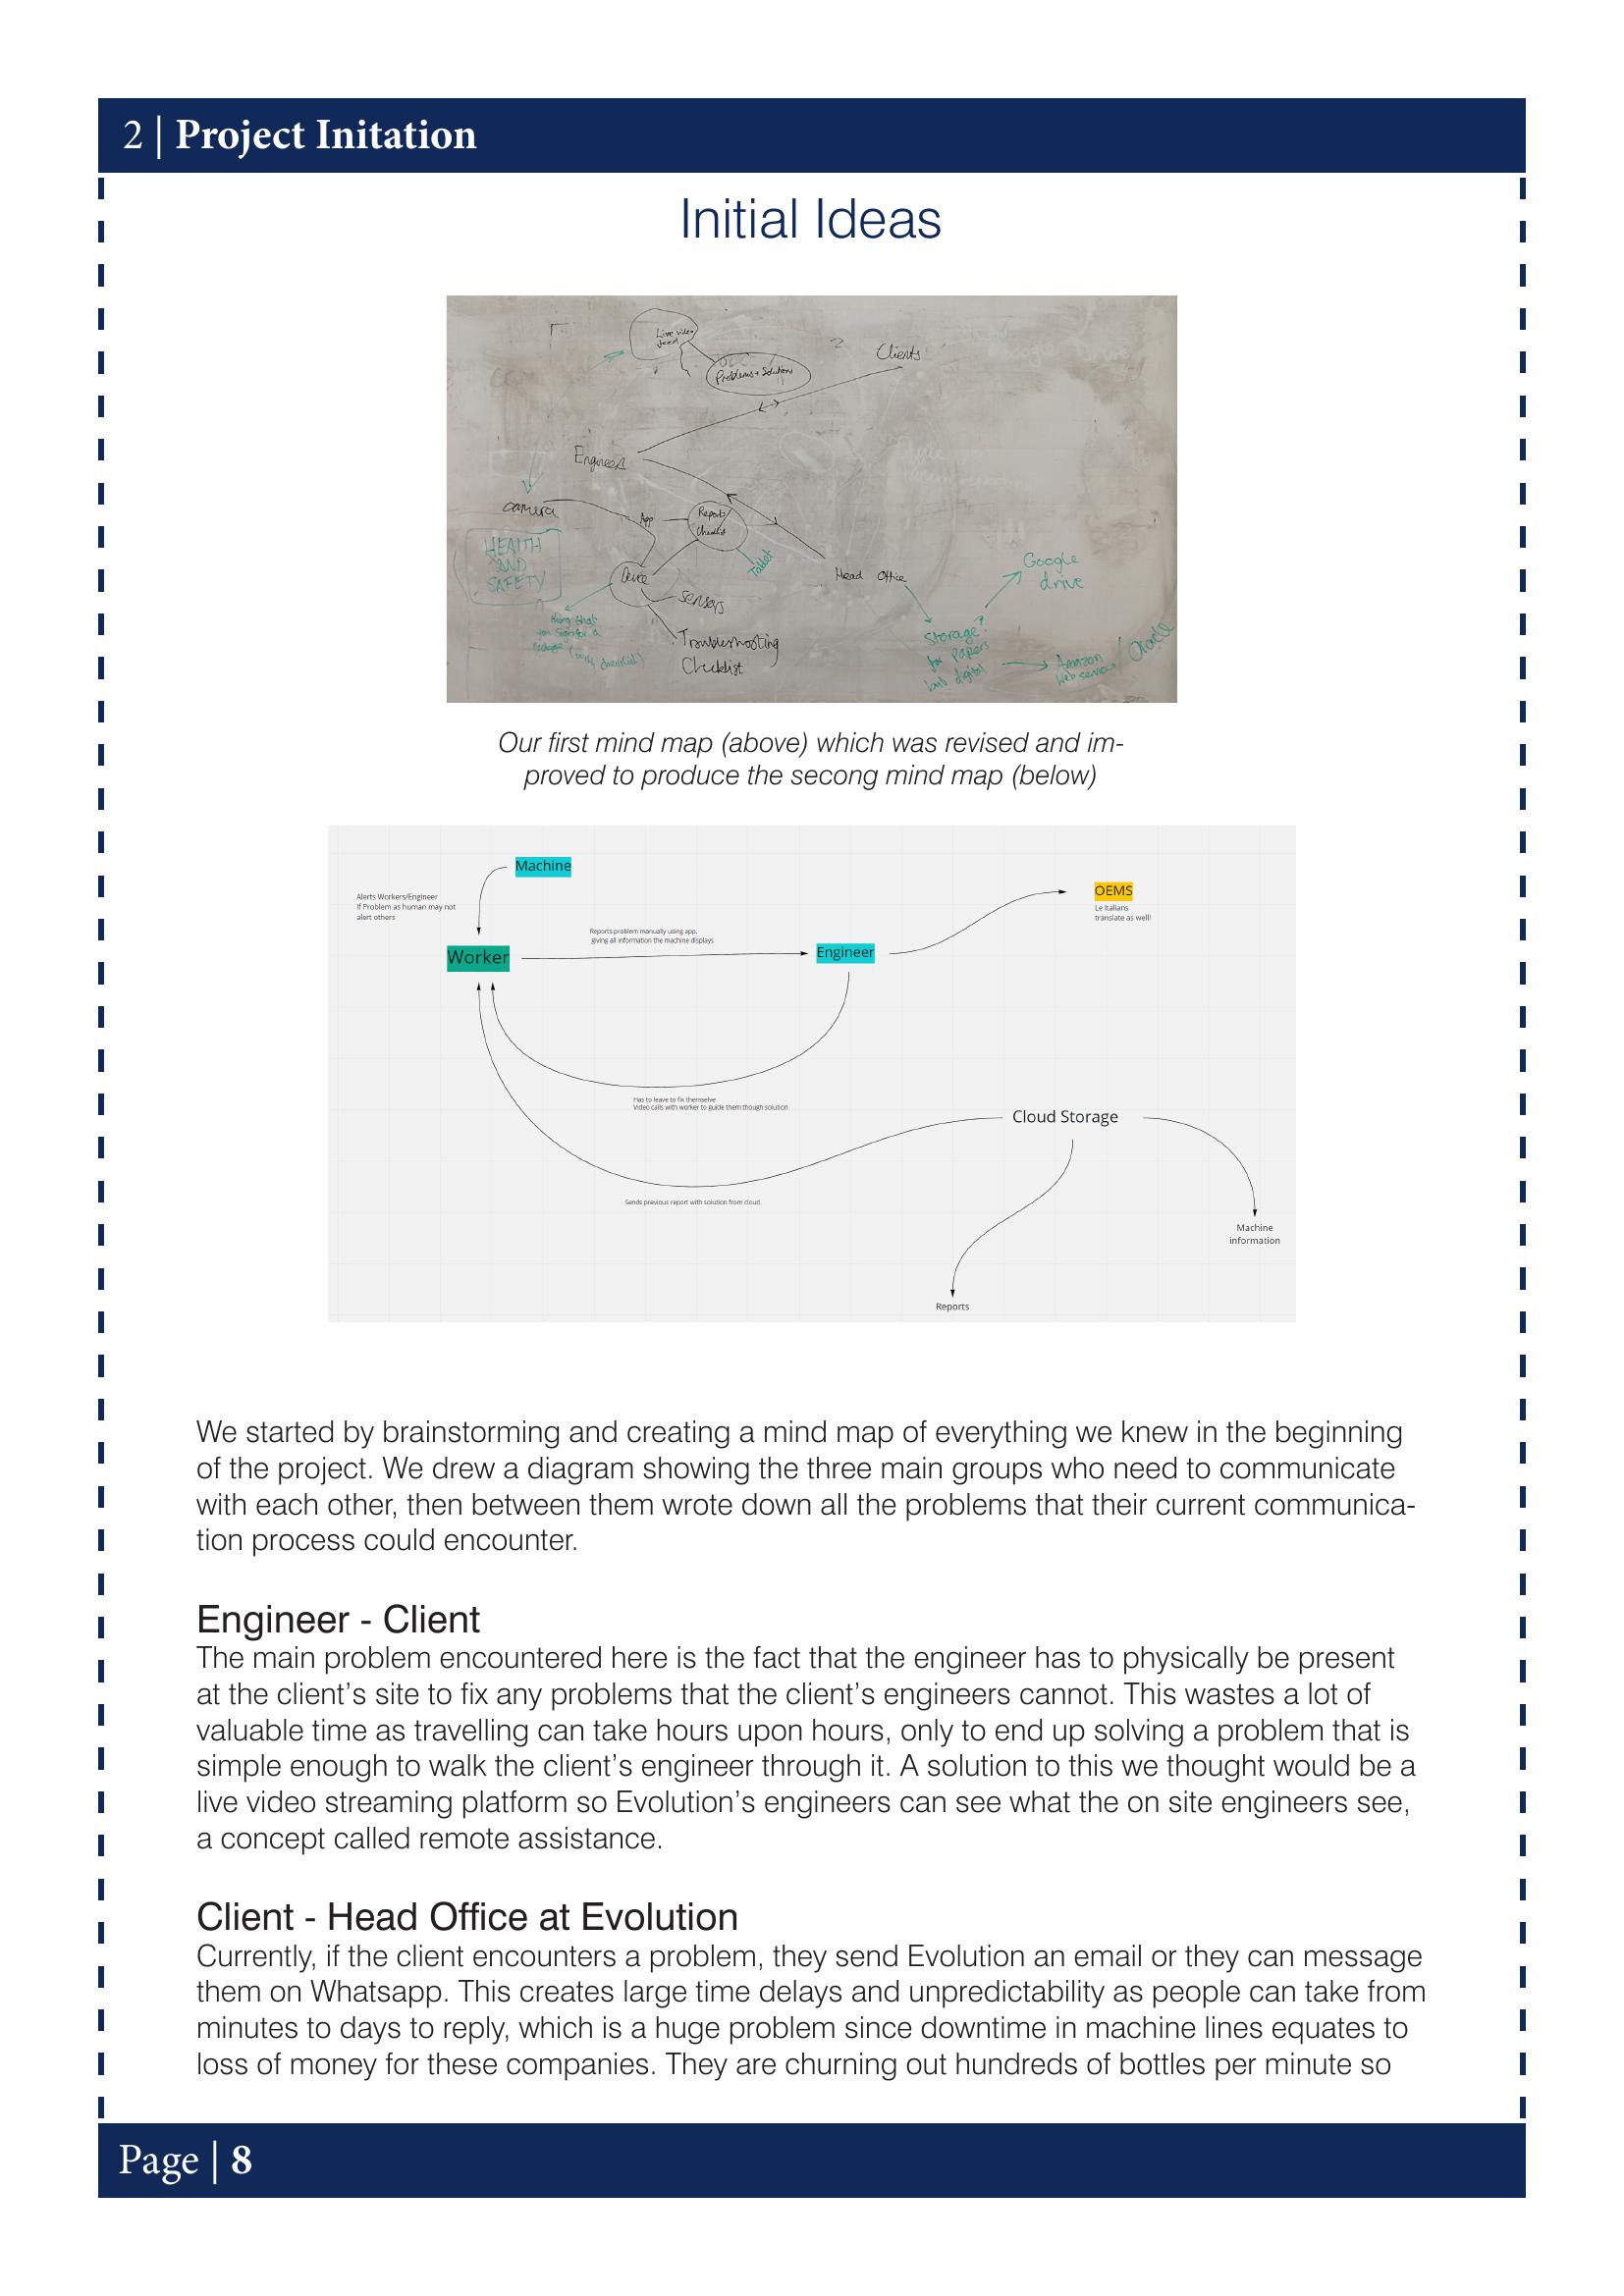 2 | Project Initation
Initial Ideas
Live video
feed
Problems + Solutions
Clients
Engineers
camera
App
Reports/
Checklist
HEALTH
AND
SAFETY
Device
Tablet
Head Office
Google
drive
sensors
thing that
you sign for a
Troubleshooting
Checklist
Storage?
for papers
but digital
Amazon
Web services / Oracle
Our first mind map (above) which was revised and im-
proved to produce the second mind map (below)
Machine
Alerts Workers/Engineer
If Problem as human may not
alert others
OEMS
Le Italians
translate as well!
Reports problem manually using app,
giving all information the machine displays
Worker
Engineer
Has to leave to fix themselve
Video calls with worker to guide them though solution
Cloud Storage
Sends previous report with solution from cloud.
Machine
information
Reports
We started by brainstorming and creating a mind map of everything we knew in the beginning
of the project. We drew a diagram showing the three main groups who need to communicate
with each other, then between them wrote down all the problems that their current communica-
tion process could encounter.
Engineer - Client
The main problem encountered here is the fact that the engineer has to physically be present
at the client’s site to fix any problems that the client’s engineers cannot. This wastes a lot of
valuable time as travelling can take hours upon hours, only to end up solving a problem that is
simple enough to walk the client’s engineer through it. A solution to this we thought would be a
live video streaming platform so Evolution’s engineers can see what the on site engineers see,
a concept called remote assistance.
Client - Head Office at Evolution
Currently, if the client encounters a problem, they send Evolution an email or they can message
them on Whatsapp. This creates large time delays and unpredictability as people can take from
minutes to days to reply, which is a huge problem since downtime in machine lines equates to
loss of money for these companies. They are churning out hundreds of bottles per minute so
Page | 8